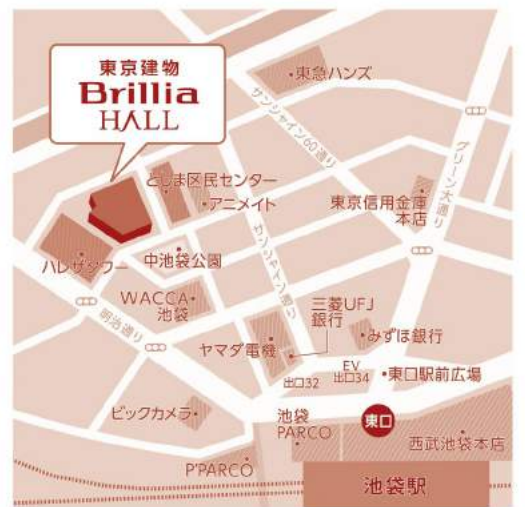 東京建物
Brillia
HALL
東急ハンズ
サンシャイン60通り
グリーン大通り
としま区民センター
アニメイト
東京信用金庫
本店
ハレザタワー
中池袋公園
サンシャイン通り
WACCA
池袋
明治通り
三菱UFJ
銀行
ヤマダ電機
みずほ銀行
出口32
EV
出口34
東口駅前広場
ビックカメラ
池袋
PARCO
東口
西武池袋本店
P'PARCO
池袋駅